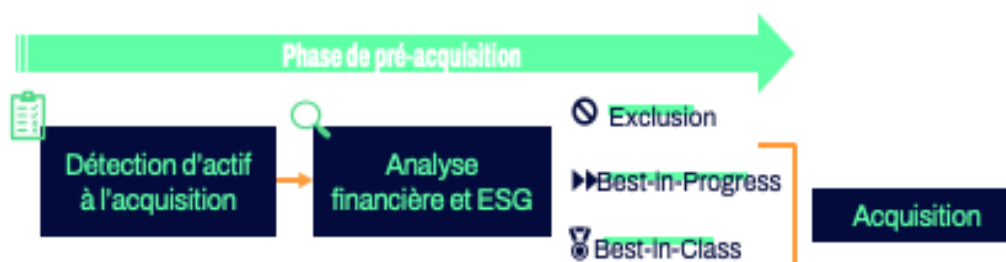 Phase de pré-acquisition
Détection d'actif
à l'acquisition
Analyse
financière et ESG
Exclusion
Best-In-Progress
Best-In-Class
Acquisition